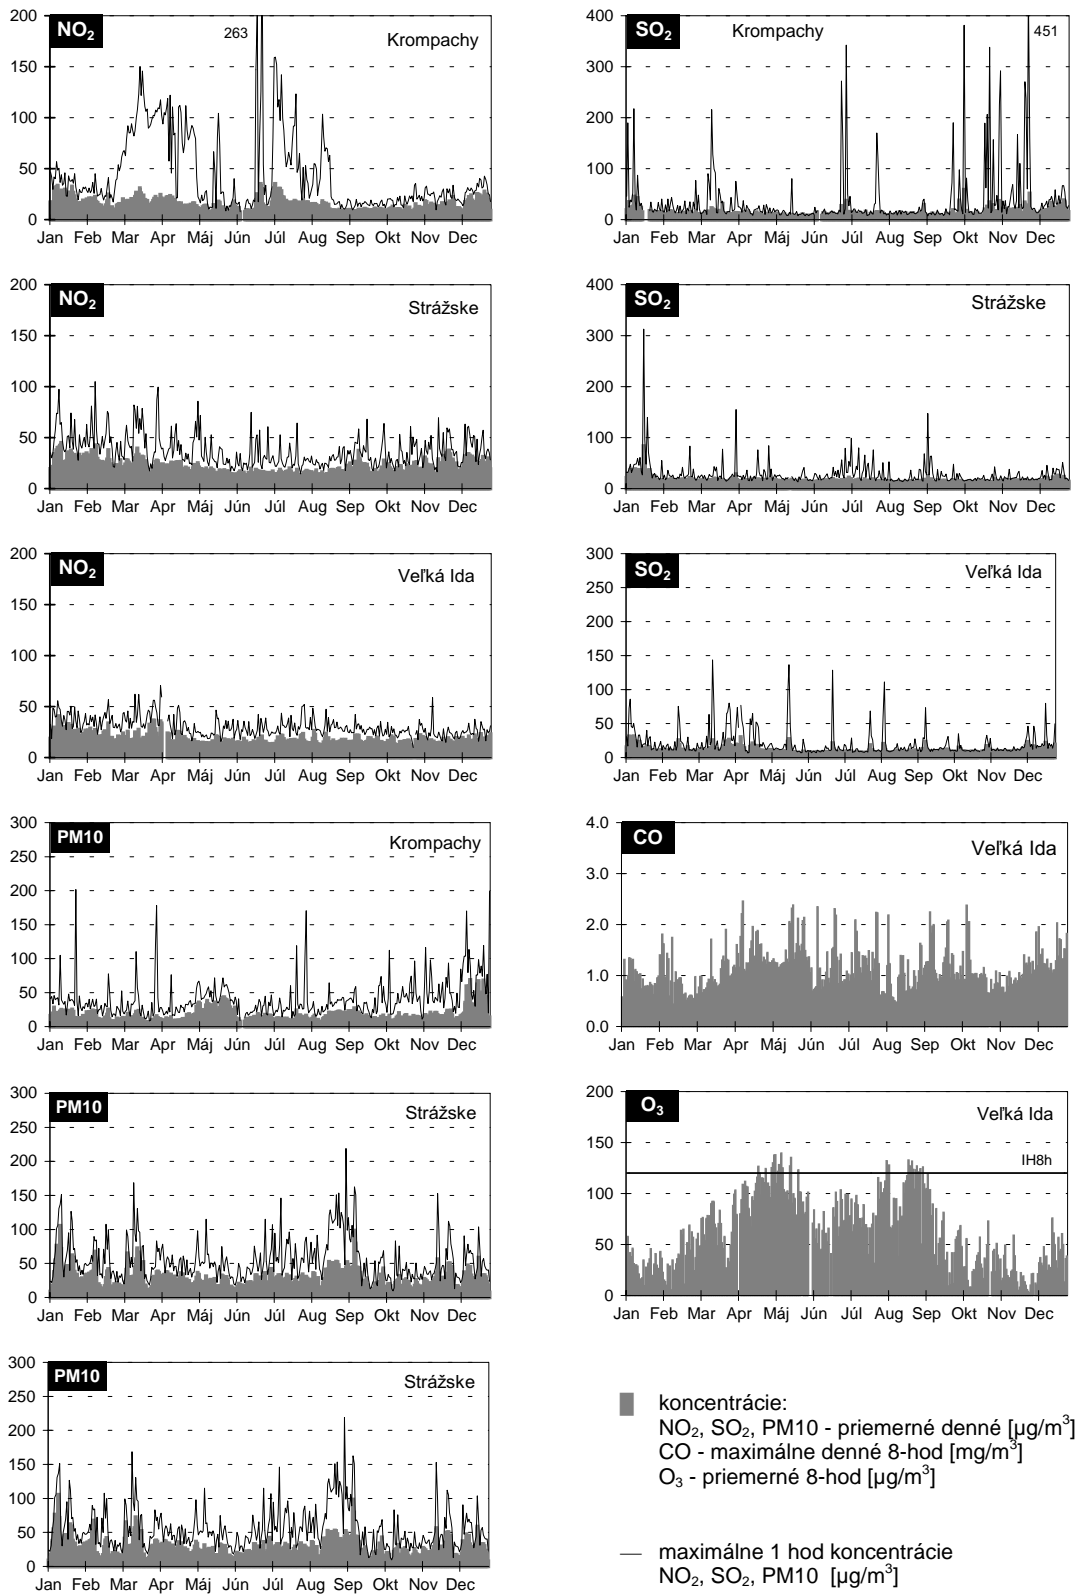 NO₂
263
Krompachy
200
150
100
50
0
Jan Feb Mar Apr Máj Jún Júl Aug Sep Okt Nov Dec
SO₂
Krompachy
451
400
300
200
100
0
Jan Feb Mar Apr Máj Jún Júl Aug Sep Okt Nov Dec
NO₂
Strážske
200
150
100
50
0
Jan Feb Mar Apr Máj Jún Júl Aug Sep Okt Nov Dec
SO₂
Strážske
400
300
200
100
0
Jan Feb Mar Apr Máj Jún Júl Aug Sep Okt Nov Dec
NO₂
Veľká Ida
200
150
100
50
0
Jan Feb Mar Apr Máj Jún Júl Aug Sep Okt Nov Dec
SO₂
Veľká Ida
300
250
200
150
100
50
0
Jan Feb Mar Apr Máj Jún Júl Aug Sep Okt Nov Dec
PM10
Krompachy
300
250
200
150
100
50
0
Jan Feb Mar Apr Máj Jún Júl Aug Sep Okt Nov Dec
CO
Veľká Ida
4.0
3.0
2.0
1.0
0.0
Jan Feb Mar Apr Máj Jún Júl Aug Sep Okt Nov Dec
PM10
Strážske
300
250
200
150
100
50
0
Jan Feb Mar Apr Máj Jún Júl Aug Sep Okt Nov Dec
O₃
Veľká Ida
IH8h
200
150
100
50
0
Jan Feb Mar Apr Máj Jún Júl Aug Sep Okt Nov Dec
PM10
Strážske
300
250
200
150
100
50
0
Jan Feb Mar Apr Máj Jún Júl Aug Sep Okt Nov Dec
koncentrácie:
NO₂, SO₂, PM10 - priemerné denné [µg/m³]
CO - maximálne denné 8-hod [mg/m³]
O₃ - priemerné 8-hod [µg/m³]
maximálne 1 hod koncentrácie
NO₂, SO₂, PM10 [µg/m³]